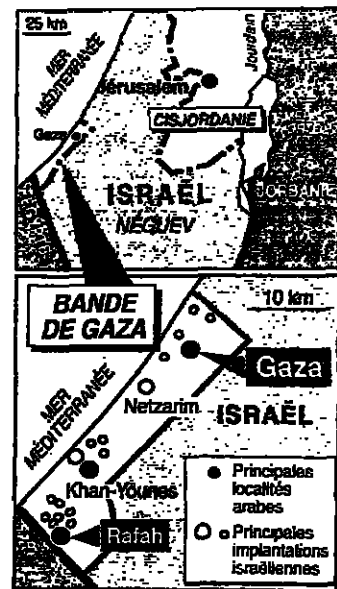 25 km
MER
MÉDITERRANÉE
Jourdain
Jérusalem
Gaza
CISJORDANIE
ISRAËL
NÉGUEV
JORDANIE
BANDE
DE GAZA
10 km
MER
MÉDITERRANÉE
Gaza
Netzarim
ISRAËL
Khan-Younes
Rafah
Principales
localités
arabes
Principales
implantations
israéliennes